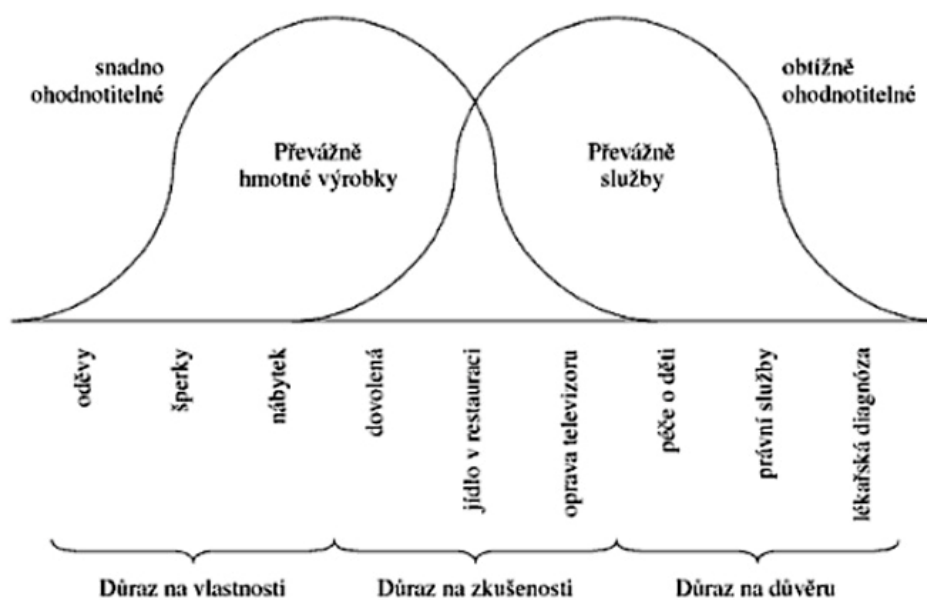 snadno
ohodnotitelné
obtížně
ohodnotitelné
Převážně
hmotné výrobky
Převážně
služby
oděvy
šperky
nábytek
dovolená
jídlo v restauraci
oprava televizoru
péče o děti
právní služby
lékařská diagnóza
Důraz na vlastnosti
Důraz na zkušenosti
Důraz na důvěru